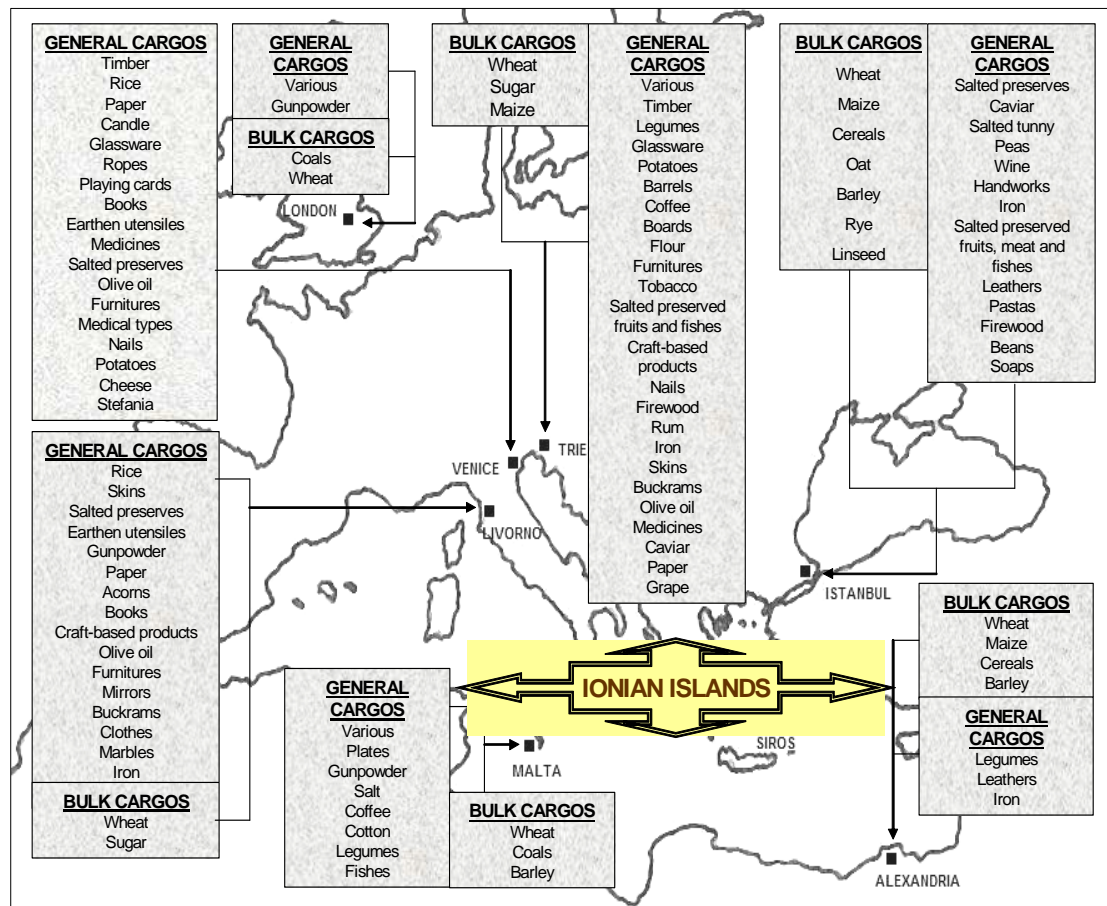 GENERAL CARGOS
Timber
Rice
Paper
Candle
Glassware
Ropes
Playing cards
Books
Earthen utensiles
Medicines
Salted preserves
Olive oil
Furnitures
Medical types
Nails
Potatoes
Cheese
Stefania
GENERAL
CARGOS
Various
Gunpowder
BULK CARGOS
Coals
Wheat
BULK CARGOS
Wheat
Sugar
Maize
GENERAL
CARGOS
Various
Timber
Legumes
Glassware
Potatoes
Barrels
Coffee
Boards
Flour
Furnitures
Tobacco
Salted preserved
fruits and fishes
Craft-based
products
Nails
Firewood
Rum
Iron
Skins
Buckrams
Olive oil
Medicines
Caviar
Paper
Grape
BULK CARGOS
Wheat
Maize
Cereals
Oat
Barley
Rye
Linseed
GENERAL
CARGOS
Salted preserves
Caviar
Salted tunny
Peas
Wine
Handworks
Iron
Salted preserved
fruits, meat and
fishes
Leathers
Pastas
Firewood
Beans
Soaps
LONDON
VENICE
TRIE
LIVORNO
ISTANBUL
GENERAL CARGOS
Rice
Skins
Salted preserves
Earthen utensiles
Gunpowder
Paper
Acorns
Books
Craft-based products
Olive oil
Furnitures
Mirrors
Buckrams
Clothes
Marbles
Iron
BULK CARGOS
Wheat
Sugar
GENERAL
CARGOS
Various
Plates
Gunpowder
Salt
Coffee
Cotton
Legumes
Fishes
BULK CARGOS
Wheat
Coals
Barley
IONIAN ISLANDS
MALTA
SIROS
BULK CARGOS
Wheat
Maize
Cereals
Barley
GENERAL
CARGOS
Legumes
Leathers
Iron
ALEXANDRIA